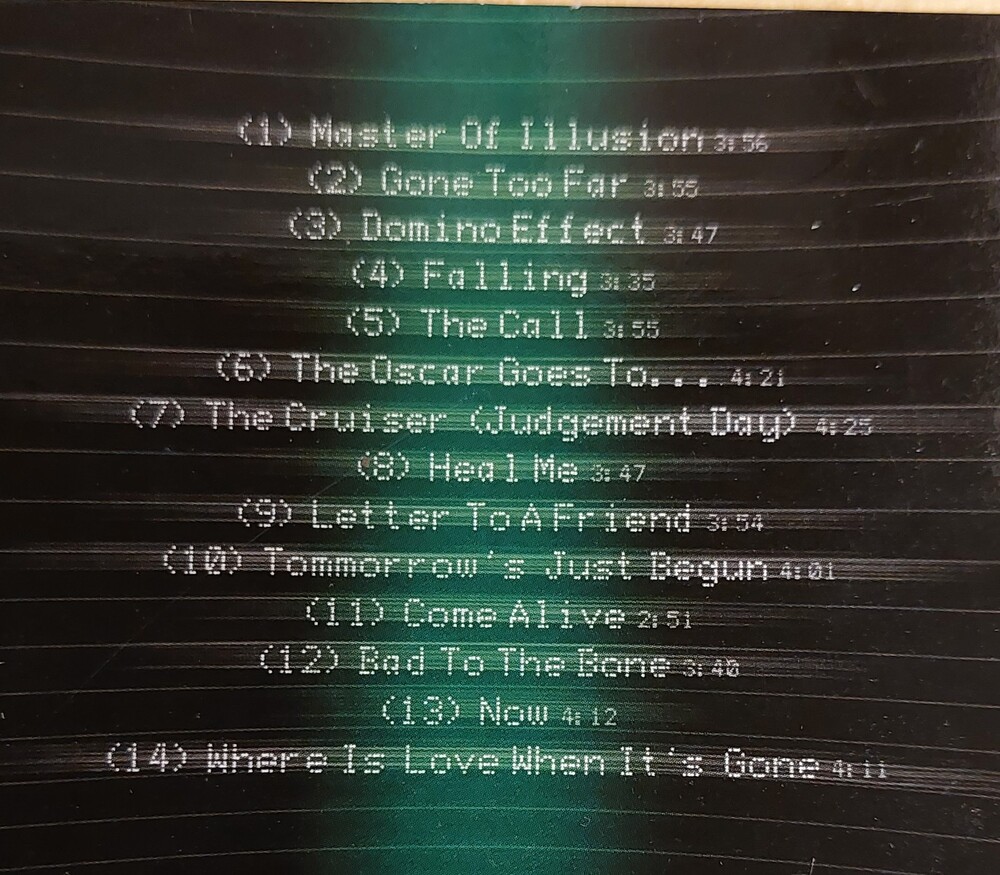 (1) Master Of Illusion 3:56
(2) Gone Too Far 3:55
(3) Domino Effect 3:47
(4) Falling 3:35
(5) The Call 3:55
(6) The Oscar Goes To... 4:21
(7) The Cruiser (Judgement Day) 4:25
(8) Heal Me 3:47
(9) Letter To A Friend 3:54
(10) Tommorrow's Just Begun 4:01
(11) Come Alive 2:51
(12) Bad To The Bone 3:40
(13) Now 4:12
(14) Where Is Love When It's Gone 4:11